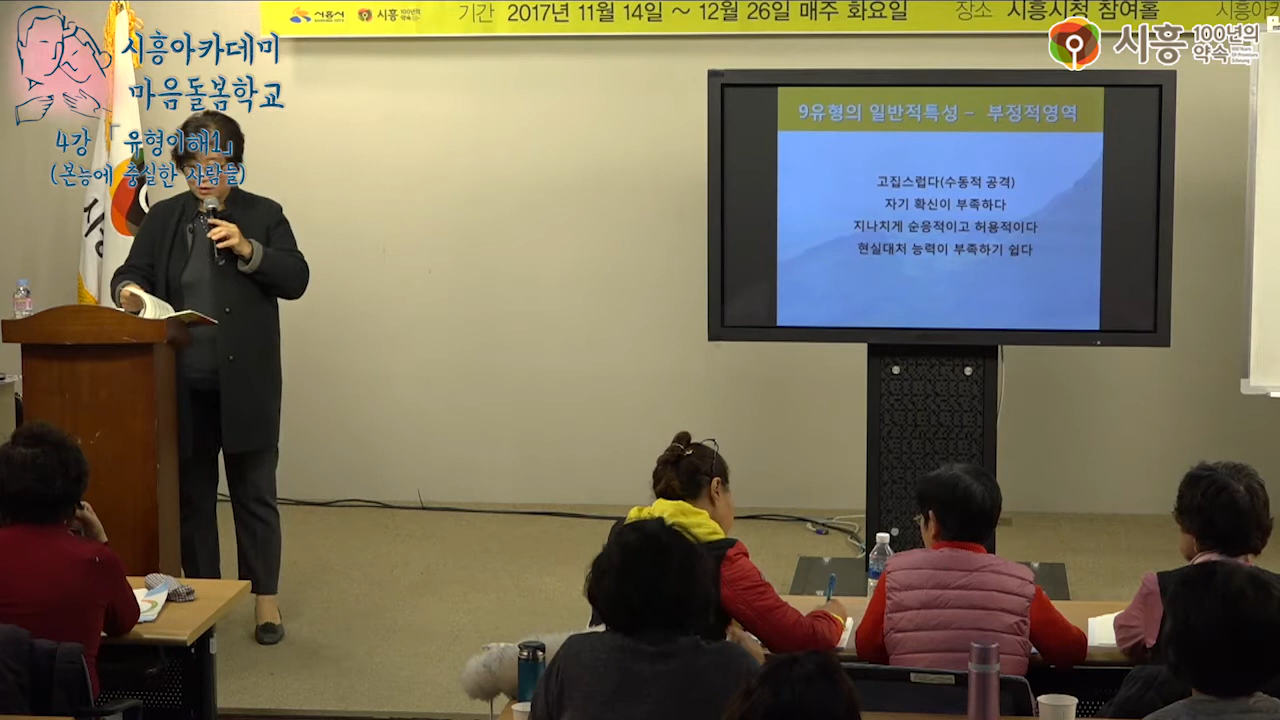 시흥시 시흥 100년의 약속 기간 2017년 11월 14일 ~ 12월 26일 매주 화요일 장소 시흥시청 참여홀
시흥아카데미
마음돌봄학교
4강 「유형이해1」
(본능에 충실한 사람들)
시흥 100년의 약속
9유형의 일반적특성 - 부정적영역
고집스럽다(수동적 공격)
자기 확신이 부족하다
지나치게 순응적이고 허용적이다
현실대처 능력이 부족하기 쉽다